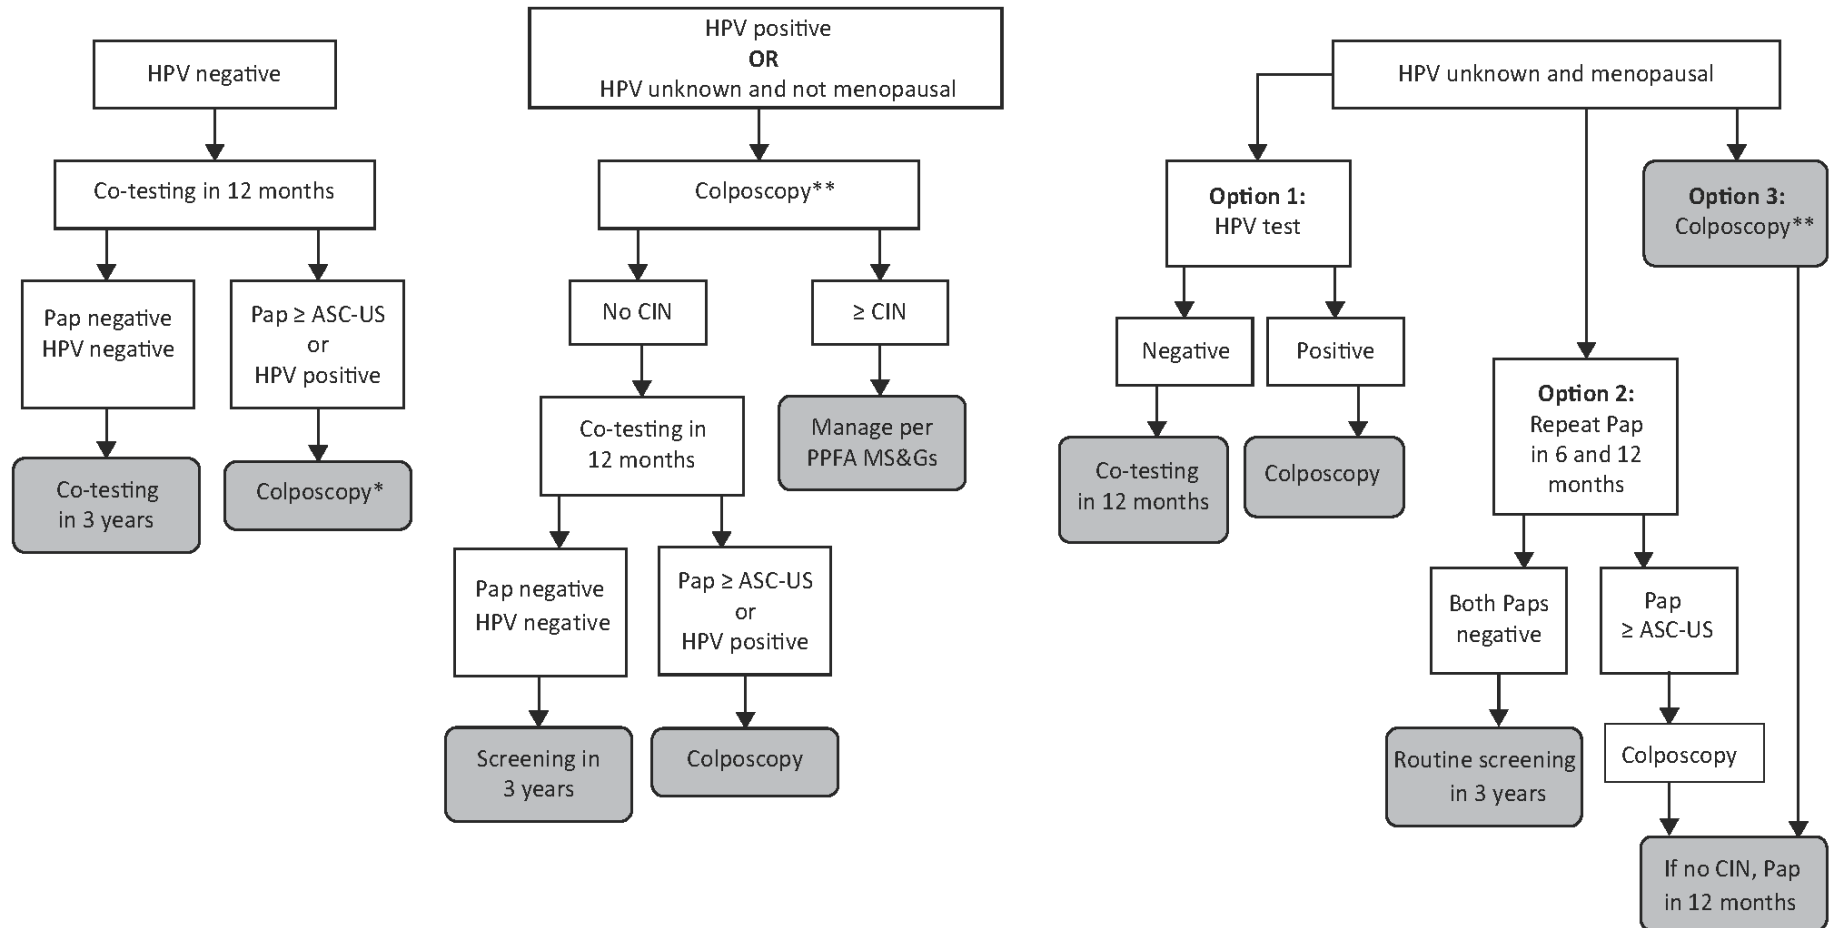 HPV negative
Co-testing in 12 months
Pap negative
HPV negative
Pap ≥ ASC-US
or
HPV positive
Co-testing
in 3 years
Colposcopy*
HPV positive
OR
HPV unknown and not menopausal
Colposcopy**
No CIN
≥ CIN
Co-testing in
12 months
Manage per
PPFA MS&Gs
Pap negative
HPV negative
Pap ≥ ASC-US
or
HPV positive
Screening in
3 years
Colposcopy
HPV unknown and menopausal
Option 1:
HPV test
Negative
Positive
Co-testing
in 12 months
Colposcopy
Option 2:
Repeat Pap
in 6 and 12
months
Both Paps
negative
Pap
≥ ASC-US
Routine screening
in 3 years
Colposcopy
Option 3:
Colposcopy**
If no CIN, Pap
in 12 months